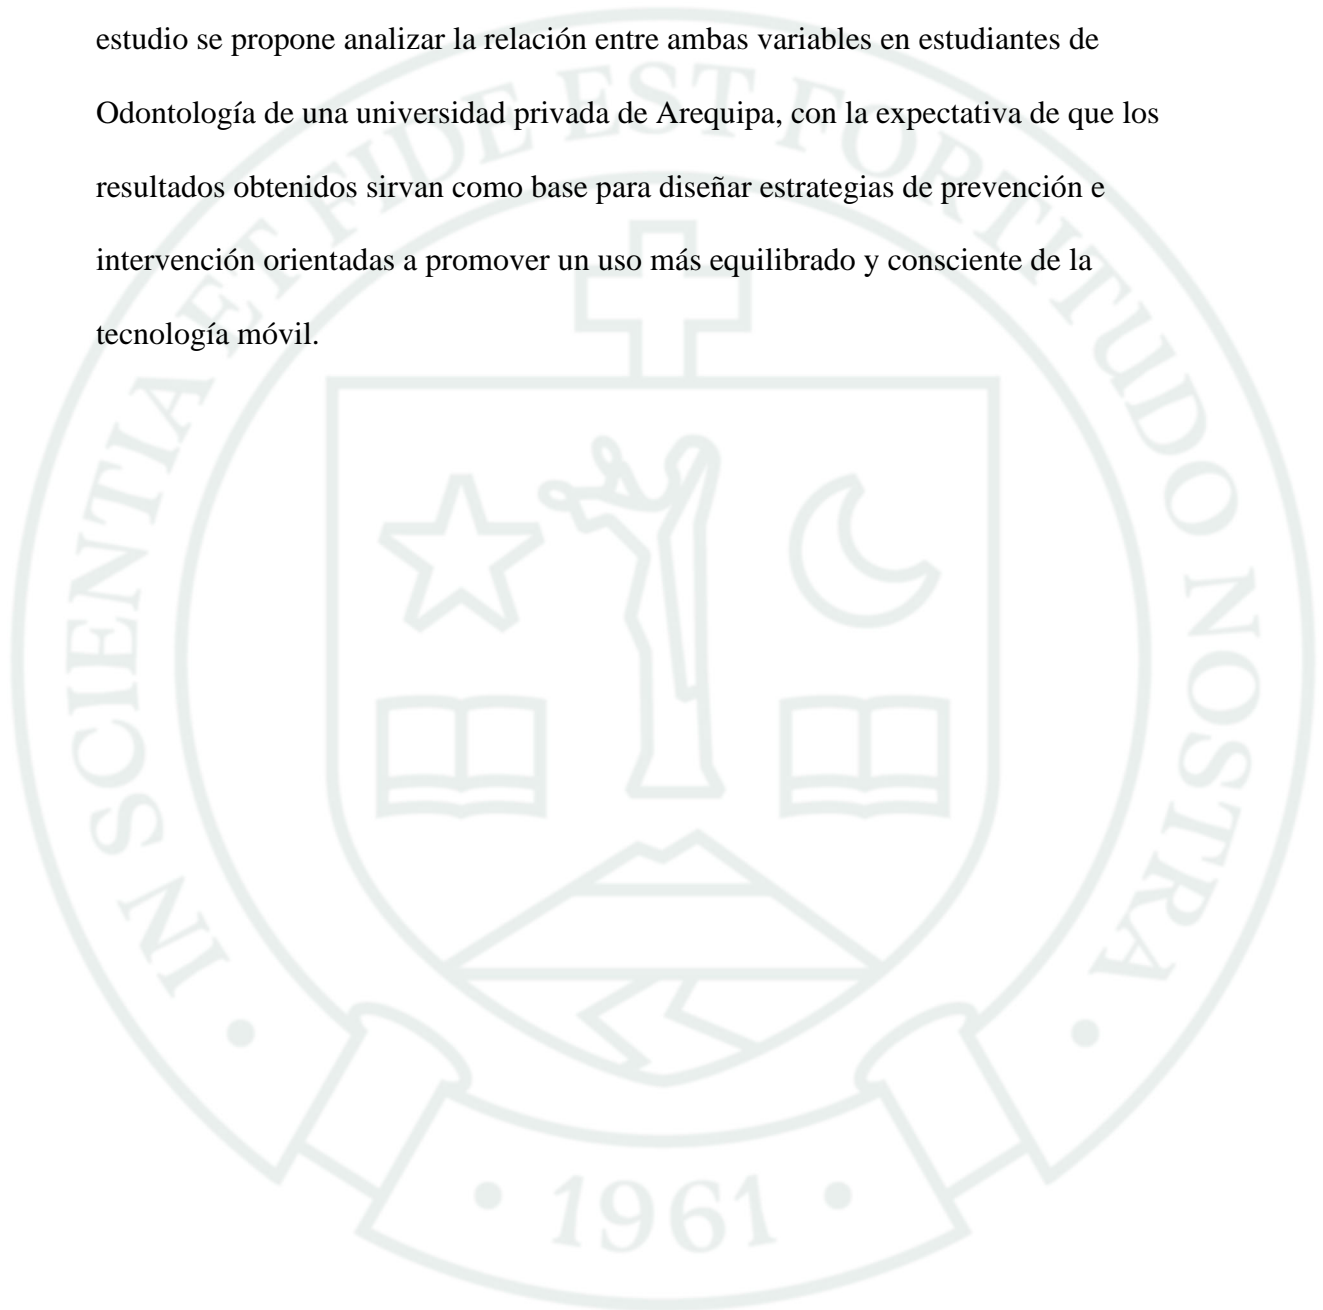 estudio se propone analizar la relación entre ambas variables en estudiantes de
Odontología de una universidad privada de Arequipa, con la expectativa de que los
resultados obtenidos sirvan como base para diseñar estrategias de prevención e
intervención orientadas a promover un uso más equilibrado y consciente de la
tecnología móvil.
IN SCIENTIA ET FIDE EST FORTITUDO NOSTRA
• 1961 •